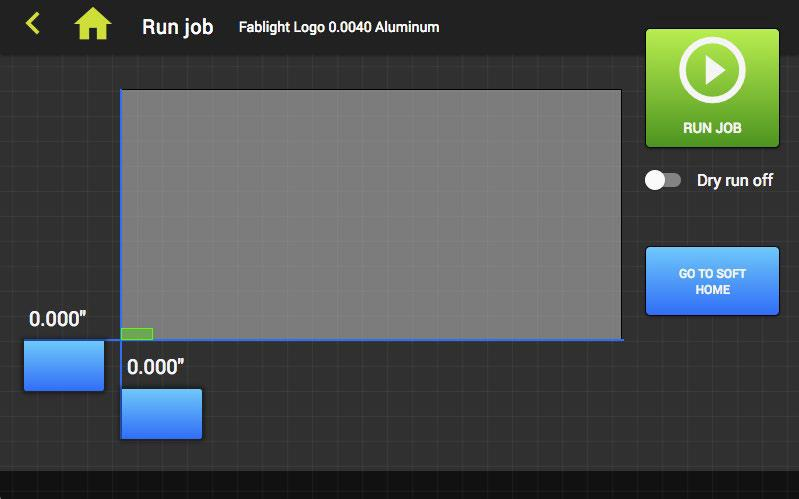 Run job
Fablight Logo 0.0040 Aluminum
RUN JOB
Dry run off
GO TO SOFT
HOME
0.000"
0.000"